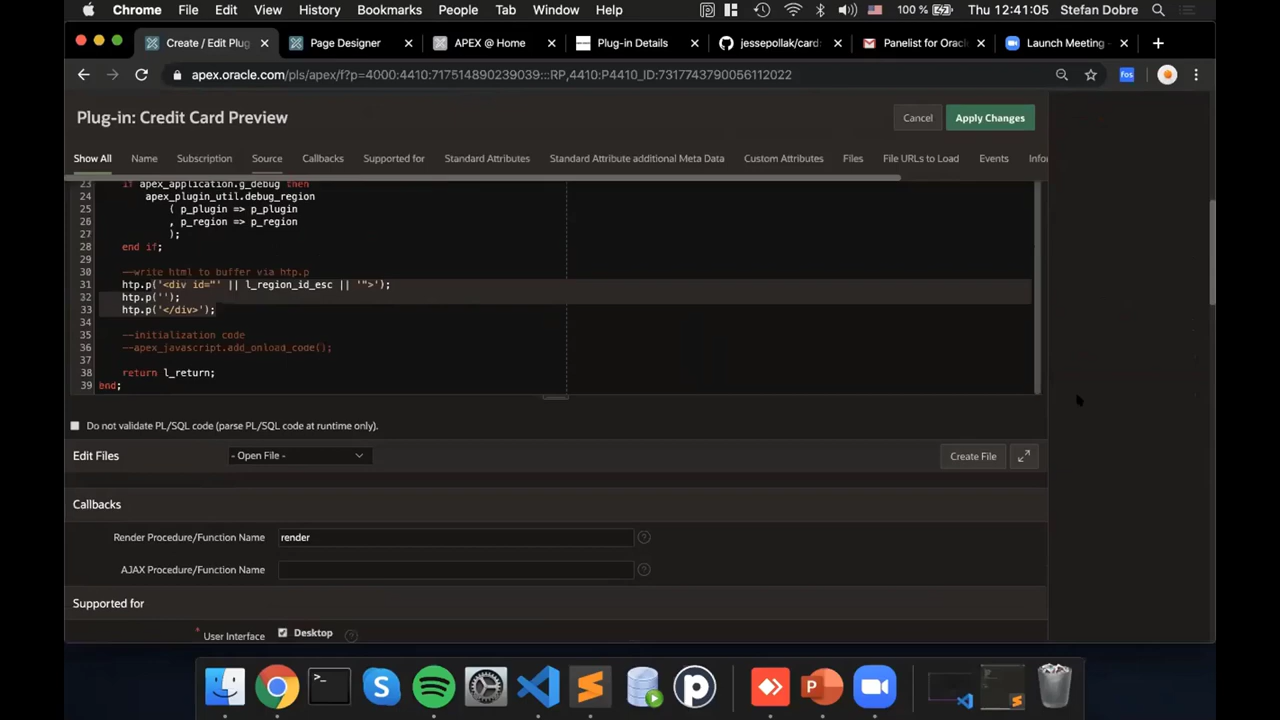 Chrome File Edit View History Bookmarks People Tab Window Help 100 % Thu 12:41:05 Stefan Dobre
Create / Edit Plug Page Designer APEX @ Home Plug-in Details jessepollak/card: Panelist for Oracle Launch Meeting -
apex.oracle.com/pls/apex/f?p=4000:4410:717514890239039:::RP,4410:P4410_ID:7317743790056112022 fos
Plug-in: Credit Card Preview Cancel Apply Changes
Show All Name Subscription Source Callbacks Supported for Standard Attributes Standard Attribute additional Meta Data Custom Attributes Files File URLs to Load Events Infor
23 if apex_application.g_debug then
24 apex_plugin_util.debug_region
25 ( p_plugin => p_plugin
26 , p_region => p_region
27 );
28 end if;
29
30 --write html to buffer via htp.p
31 htp.p('<div id="' || l_region_id_esc || '">');
32 htp.p('');
33 htp.p('</div>');
34
35 --initialization code
36 --apex_javascript.add_onload_code();
37
38 return l_return;
39 end;
Do not validate PL/SQL code (parse PL/SQL code at runtime only).
Edit Files - Open File - Create File
Callbacks
Render Procedure/Function Name render ?
AJAX Procedure/Function Name ?
Supported for
* User Interface Desktop ?